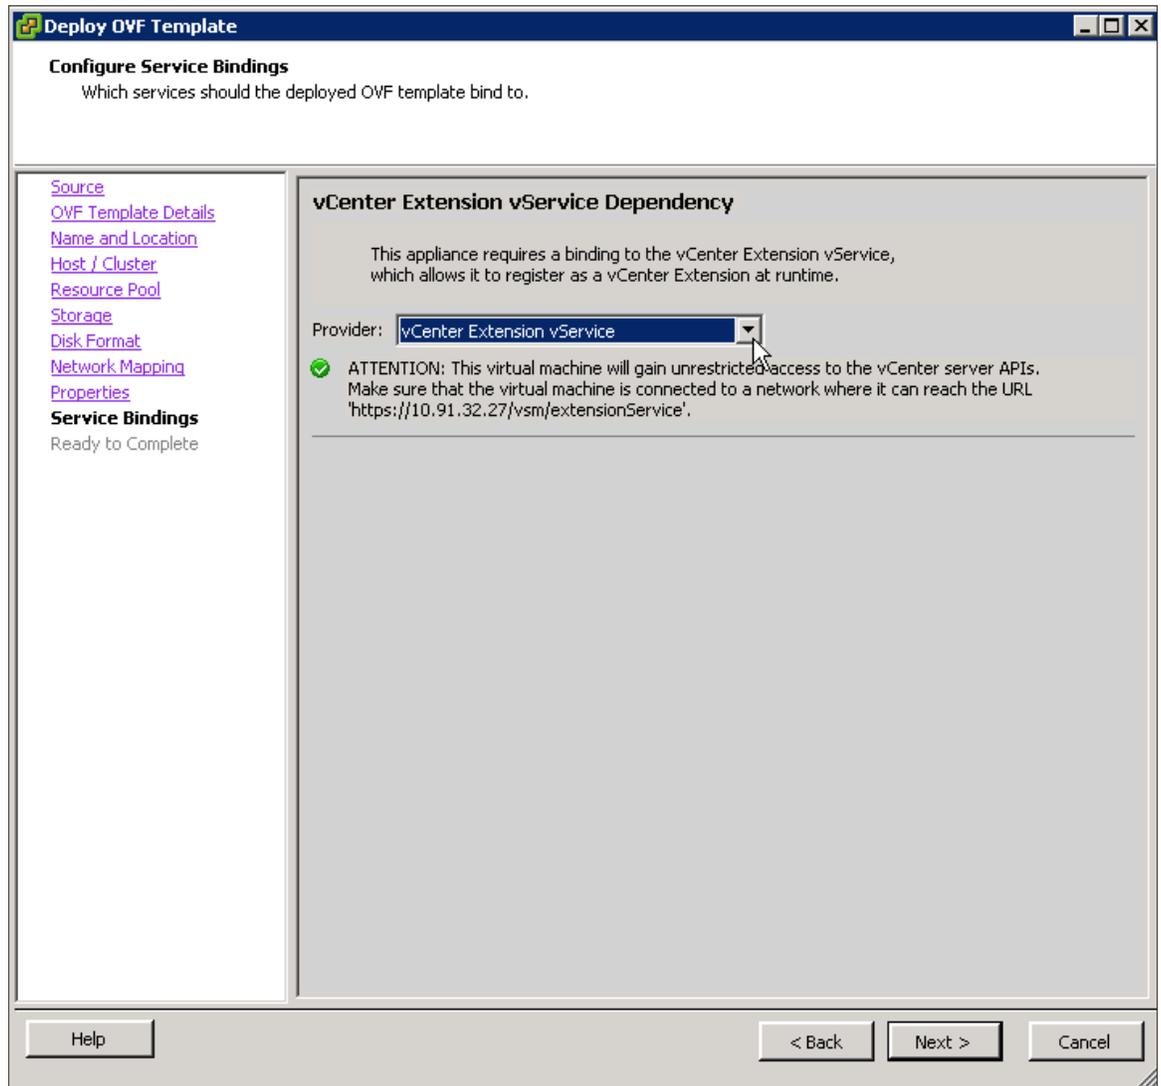 Deploy OVF Template
Configure Service Bindings
Which services should the deployed OVF template bind to.
Source
OVF Template Details
Name and Location
Host / Cluster
Resource Pool
Storage
Disk Format
Network Mapping
Properties
Service Bindings
Ready to Complete
vCenter Extension vService Dependency
This appliance requires a binding to the vCenter Extension vService,
which allows it to register as a vCenter Extension at runtime.
Provider: vCenter Extension vService
ATTENTION: This virtual machine will gain unrestricted access to the vCenter server APIs.
Make sure that the virtual machine is connected to a network where it can reach the URL
'https://10.91.32.27/vsm/extensionService'.
Help
< Back
Next >
Cancel